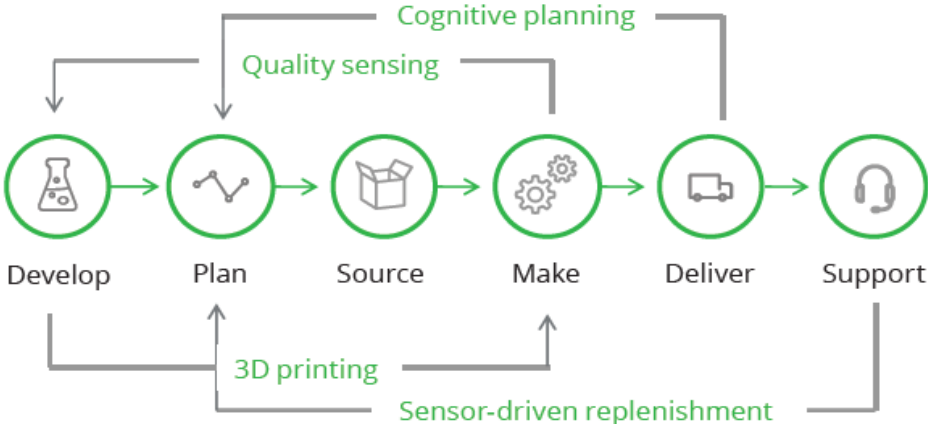 Cognitive planning
Quality sensing
Develop
Plan
Source
Make
Deliver
Support
3D printing
Sensor-driven replenishment